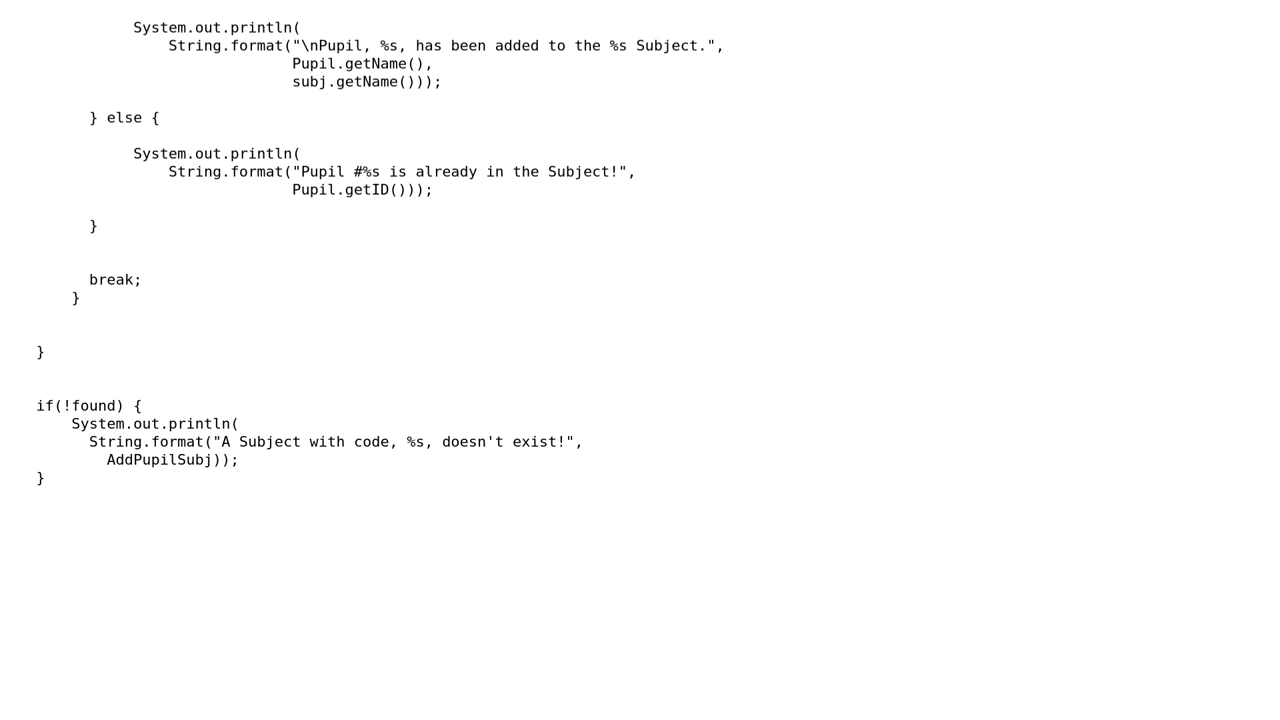 System.out.println(
String.format("\nPupil, %s, has been added to the %s Subject.",
Pupil.getName(),
subj.getName()));
} else {
System.out.println(
String.format("Pupil #%s is already in the Subject!",
Pupil.getID()));
}
break;
}
}
if(!found) {
System.out.println(
String.format("A Subject with code, %s, doesn't exist!",
AddPupilSubj));
}